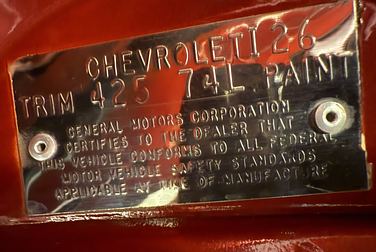 CHEVROLET I 26
TRIM 425 74L PAINT
GENERAL MOTORS CORPORATION
CERTIFIES TO THE DEALER THAT
THIS VEHICLE CONFORMS TO ALL FEDERAL
MOTOR VEHICLE SAFETY STANDARDS
APPLICABLE AT TIME OF MANUFACTURE